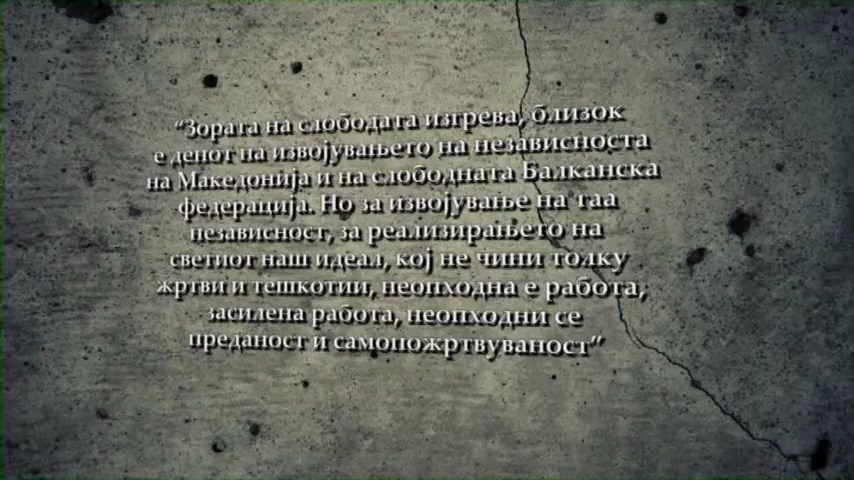 “Зората на слободата изгрева, близок
е денот на извојувањето на независноста
на Македонија и на слободната Балканска
федерација. Но за извојување на таа
независност, за реализирањето на
светиот наш идеал, кој не чини толку
жртви и тешкотии, неопходна е работа,
засилена работа, неопходни се
преданост и самопожртвуваност”